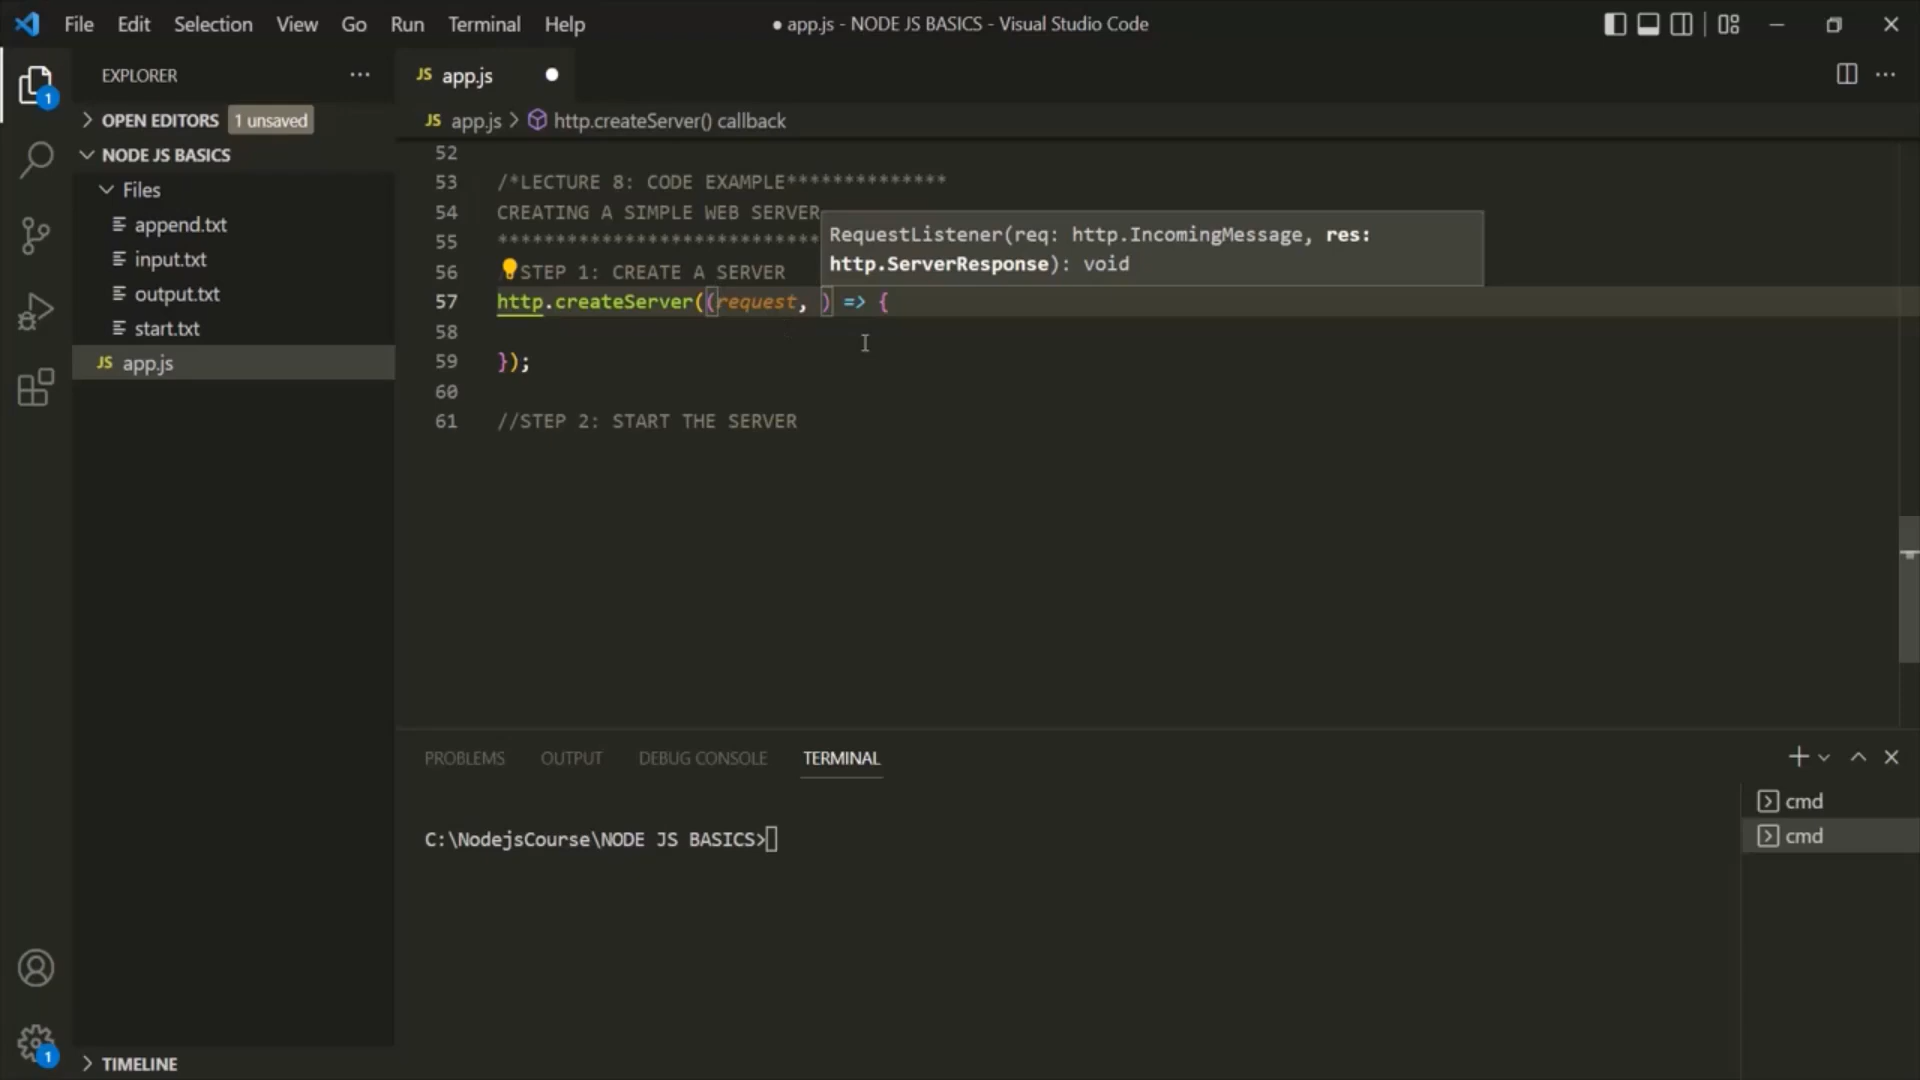 File Edit Selection View Go Run Terminal Help
● app.js - NODE JS BASICS - Visual Studio Code
EXPLORER
JS app.js
1
OPEN EDITORS 1 unsaved
JS app.js > http.createServer() callback
NODE JS BASICS
Files
append.txt
input.txt
output.txt
start.txt
JS app.js
52
53 /*LECTURE 8: CODE EXAMPLE**************
54 CREATING A SIMPLE WEB SERVER
55 ****************************
RequestListener(req: http.IncomingMessage, res:
http.ServerResponse): void
56 STEP 1: CREATE A SERVER
57 http.createServer((request, ) => {
58
59 });
60
61 //STEP 2: START THE SERVER
PROBLEMS OUTPUT DEBUG CONSOLE TERMINAL
cmd
cmd
C:\NodejsCourse\NODE JS BASICS>
1
TIMELINE